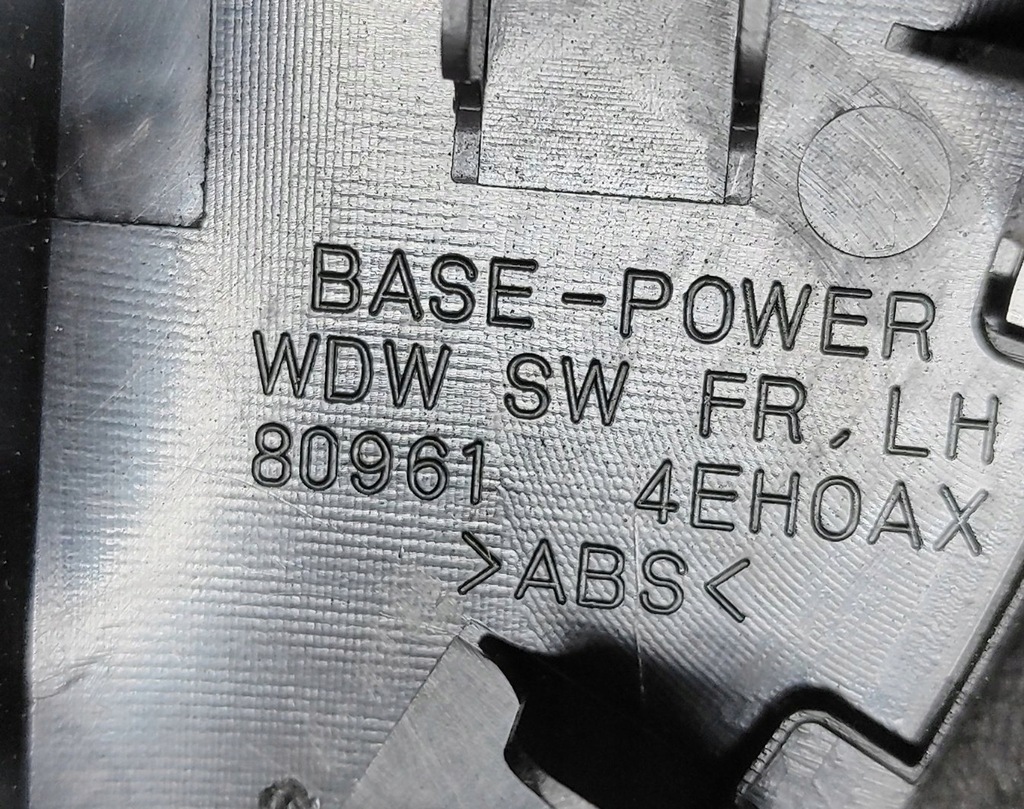 BASE-POWER
WDW SW FR, LH
80961 4EH0AX
>ABS<